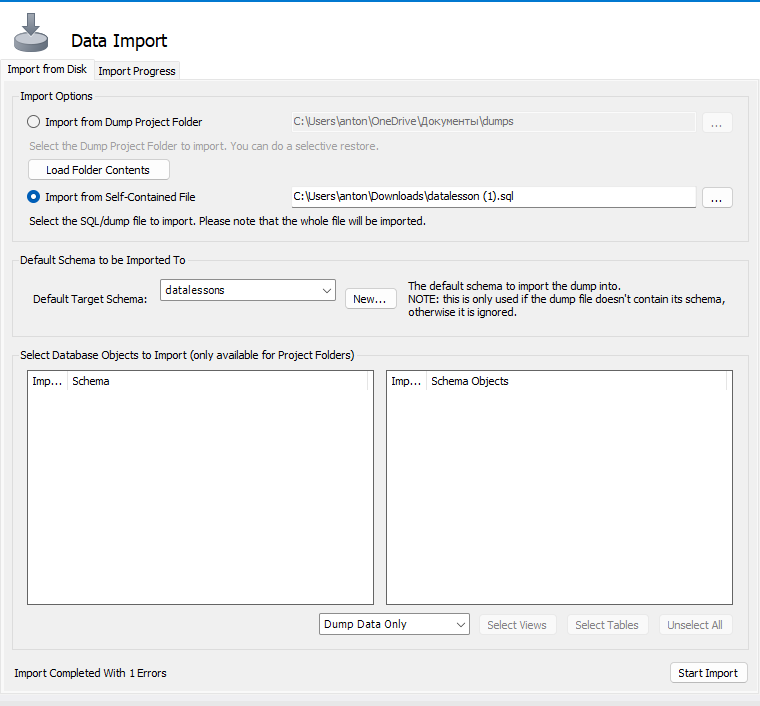 Data Import
Import from Disk
Import Progress
Import Options
Import from Dump Project Folder
C:\Users\anton\OneDrive\Документы\dumps
...
Select the Dump Project Folder to import. You can do a selective restore.
Load Folder Contents
Import from Self-Contained File
C:\Users\anton\Downloads\datalesson (1).sql
...
Select the SQL/dump file to import. Please note that the whole file will be imported.
Default Schema to be Imported To
Default Target Schema:
datalessons
New...
The default schema to import the dump into.
NOTE: this is only used if the dump file doesn't contain its schema,
otherwise it is ignored.
Select Database Objects to Import (only available for Project Folders)
Imp... Schema
Imp... Schema Objects
Dump Data Only
Select Views
Select Tables
Unselect All
Import Completed With 1 Errors
Start Import